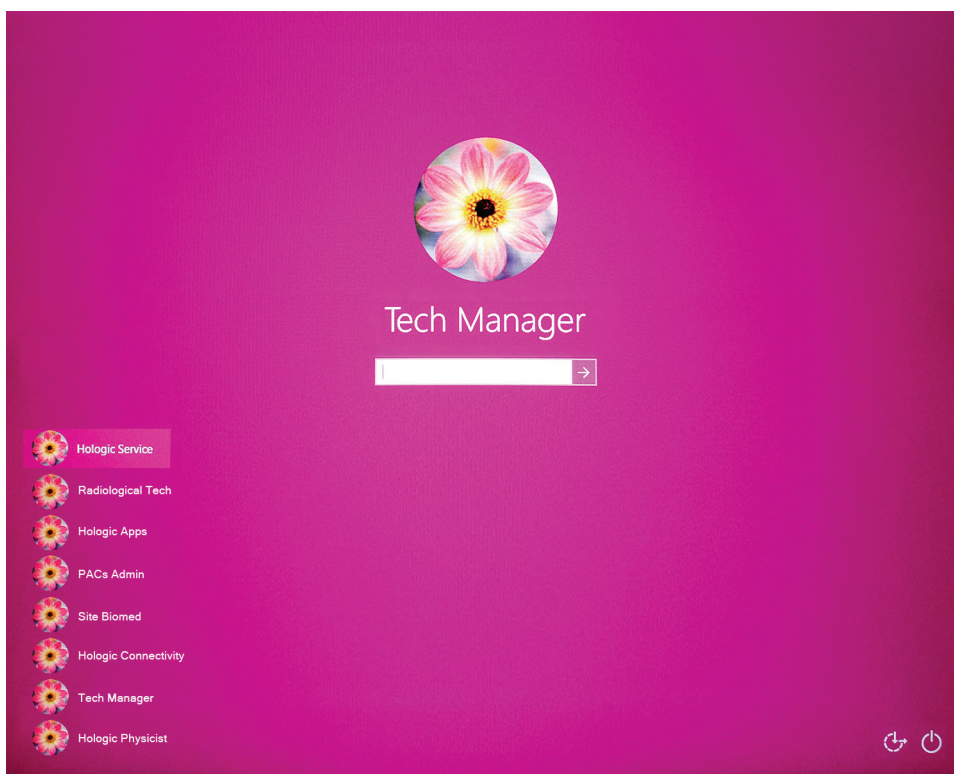 Tech Manager
Hologic Service
Radiological Tech
Hologic Apps
PACs Admin
Site Biomed
Hologic Connectivity
Tech Manager
Hologic Physicist